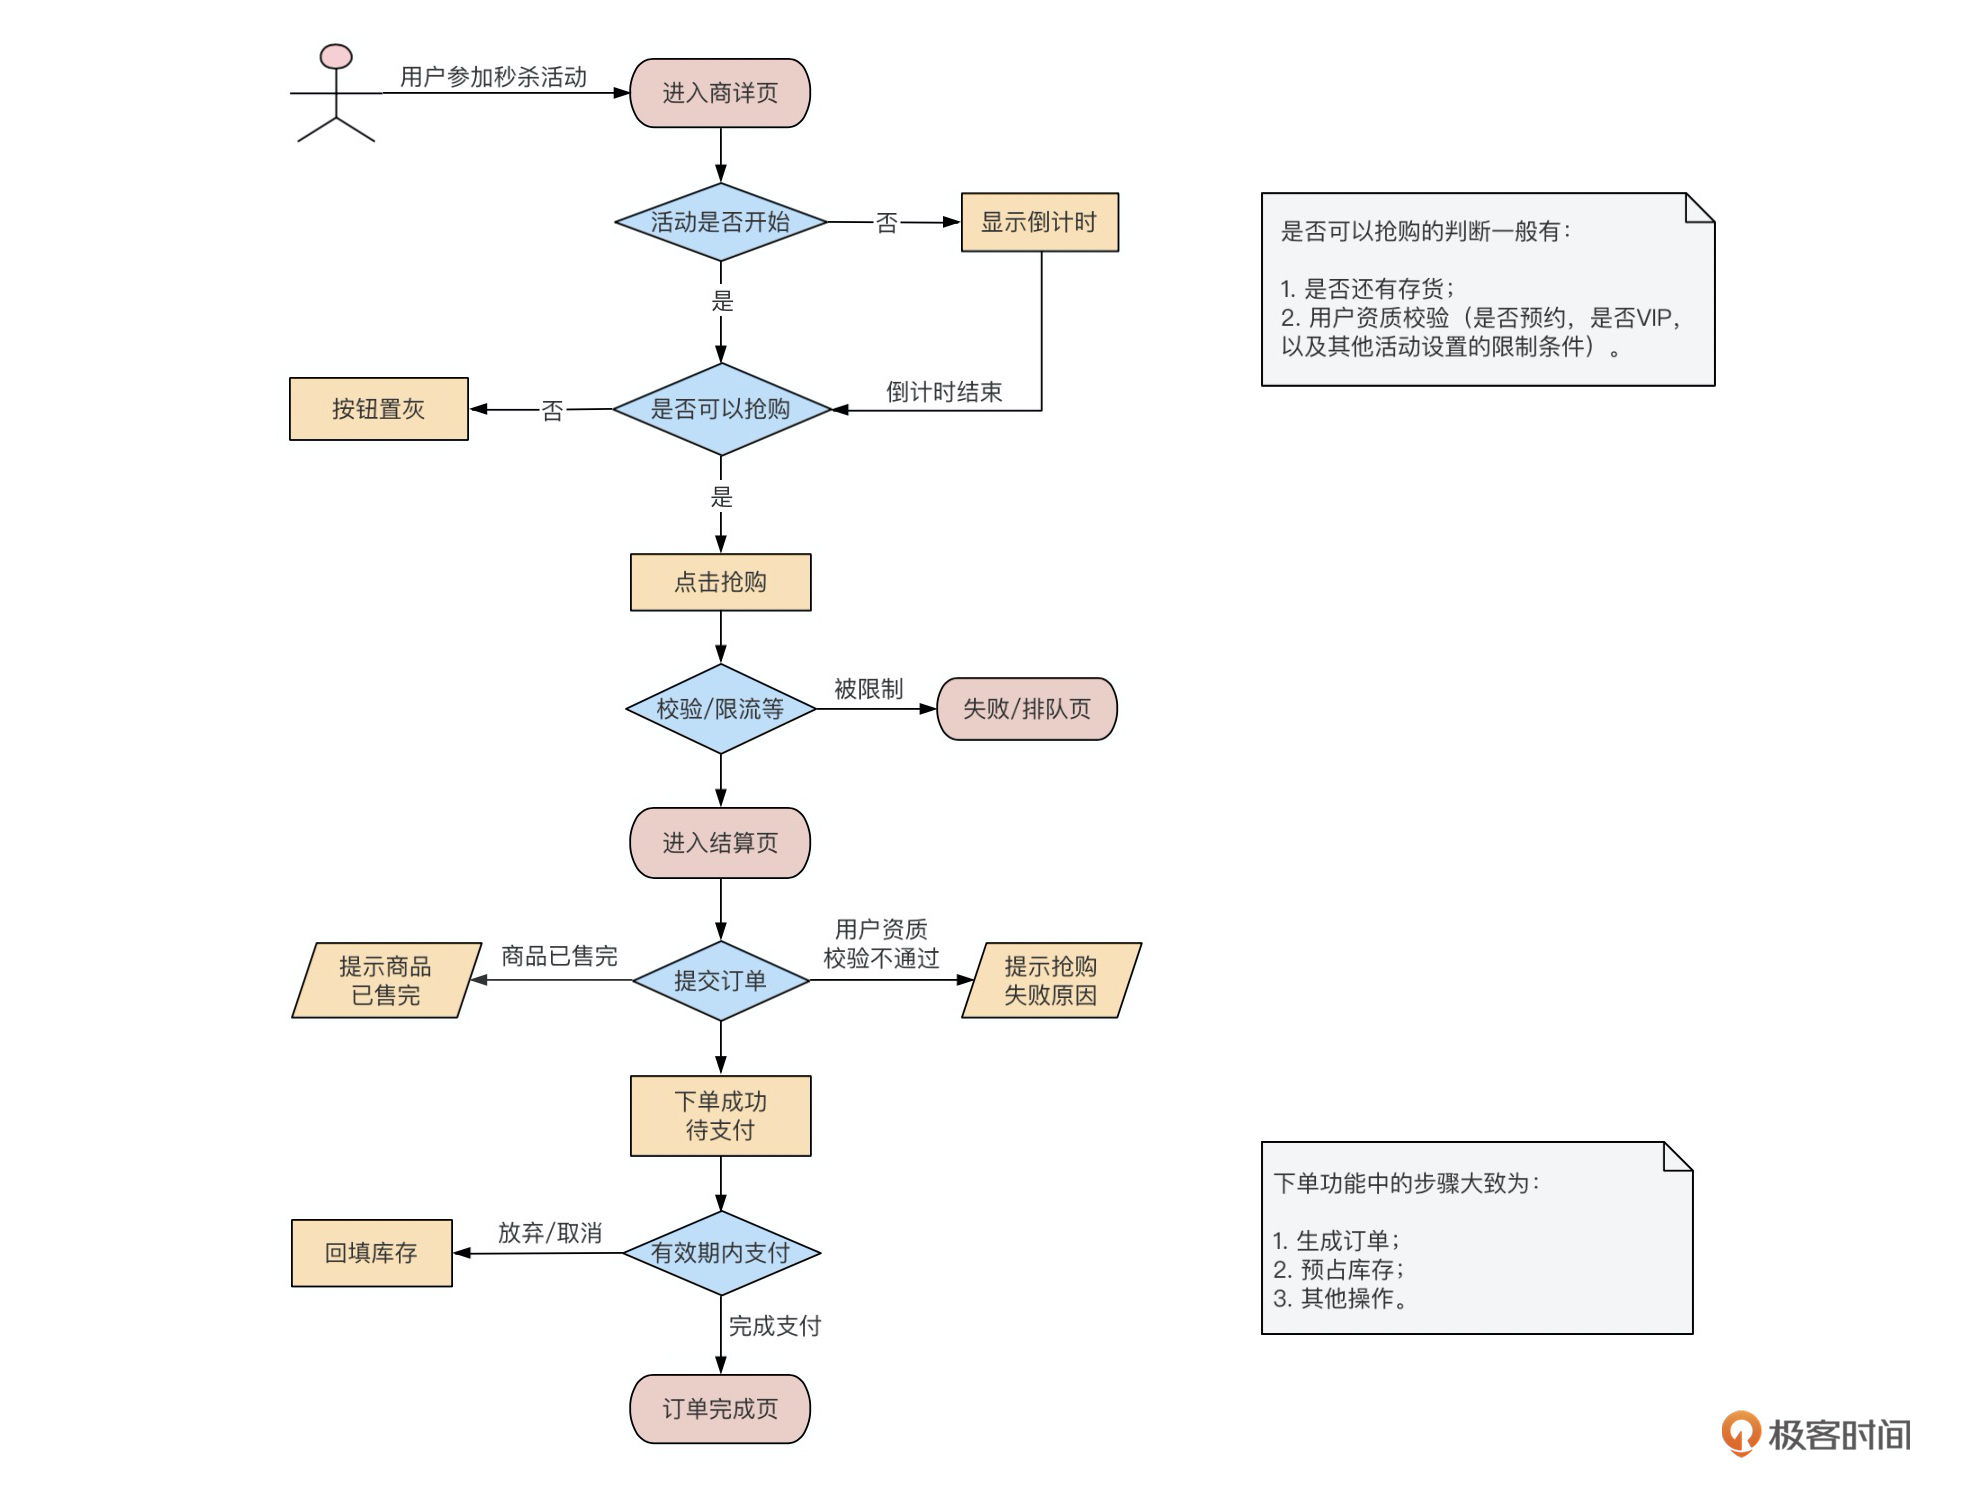 用户参加秒杀活动
进入商详页
活动是否开始
否
显示倒计时
是否可以抢购的判断一般有：
1. 是否还有存货；
2. 用户资质校验（是否预约，是否VIP，
以及其他活动设置的限制条件）。
是
倒计时结束
按钮置灰
否
是否可以抢购
是
点击抢购
校验/限流等
被限制
失败/排队页
进入结算页
提示商品
已售完
商品已售完
提交订单
用户资质
校验不通过
提示抢购
失败原因
下单成功
待支付
下单功能中的步骤大致为：
1. 生成订单；
2. 预占库存；
3. 其他操作。
回填库存
放弃/取消
有效期内支付
完成支付
订单完成页
极客时间